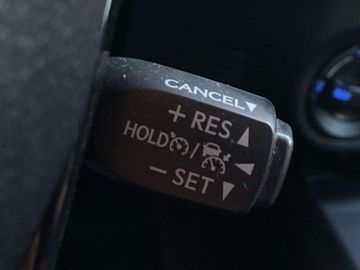 CANCEL▼
+ RES ▲
HOLD /
− SET ▼